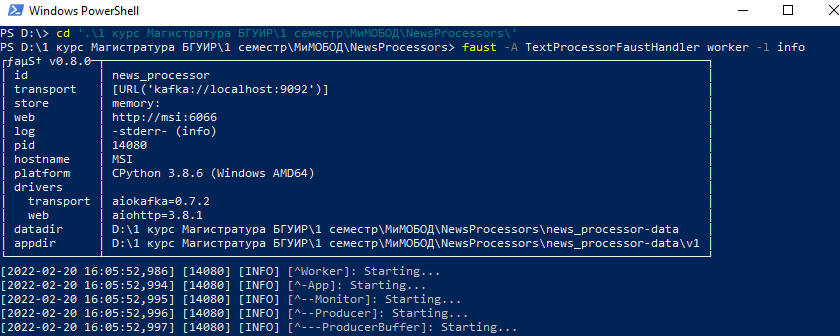 Windows PowerShell
PS D:\> cd '.\1 курс Магистратура БГУИР\1 семестр\МиМОБОД\NewsProcessors\'
PS D:\1 курс Магистратура БГУИР\1 семестр\МиМОБОД\NewsProcessors> faust -A TextProcessorFaustHandler worker -l info
ƒaµS† v0.8.0
id news_processor
transport [URL('kafka://localhost:9092')]
store memory:
web http://msi:6066
log -stderr- (info)
pid 14080
hostname MSI
platform CPython 3.8.6 (Windows AMD64)
drivers
transport aiokafka=0.7.2
web aiohttp=3.8.1
datadir D:\1 курс Магистратура БГУИР\1 семестр\МиМОБОД\NewsProcessors\news_processor-data
appdir D:\1 курс Магистратура БГУИР\1 семестр\МиМОБОД\NewsProcessors\news_processor-data\v1
[2022-02-20 16:05:52,986] [14080] [INFO] [^Worker]: Starting...
[2022-02-20 16:05:52,994] [14080] [INFO] [^-App]: Starting...
[2022-02-20 16:05:52,995] [14080] [INFO] [^--Monitor]: Starting...
[2022-02-20 16:05:52,996] [14080] [INFO] [^--Producer]: Starting...
[2022-02-20 16:05:52,997] [14080] [INFO] [^---ProducerBuffer]: Starting...